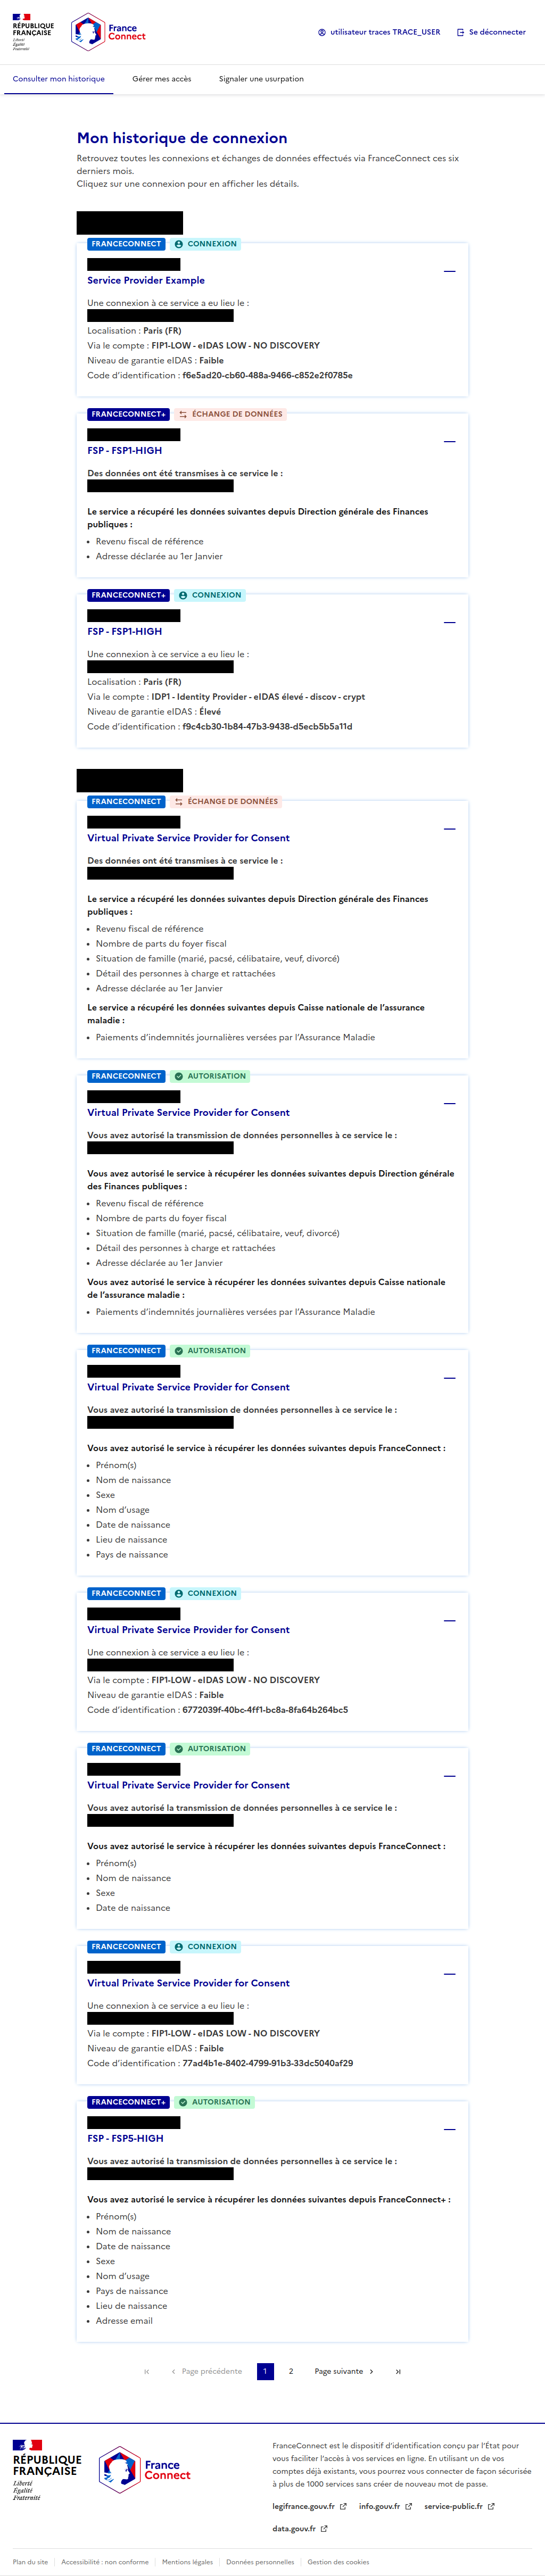 RÉPUBLIQUE
FRANÇAISE
Liberté
Égalité
Fraternité
France
Connect
utilisateur traces TRACE_USER
Se déconnecter
Consulter mon historique
Gérer mes accès
Signaler une usurpation
Mon historique de connexion
Retrouvez toutes les connexions et échanges de données effectués via FranceConnect ces six
derniers mois.
Cliquez sur une connexion pour en afficher les détails.
FRANCECONNECT
CONNEXION
Service Provider Example
Une connexion à ce service a eu lieu le :
Localisation : Paris (FR)
Via le compte : FIP1-LOW - eIDAS LOW - NO DISCOVERY
Niveau de garantie eIDAS : Faible
Code d’identification : f6e5ad20-cb60-488a-9466-c852e2f0785e
FRANCECONNECT+
ÉCHANGE DE DONNÉES
FSP - FSP1-HIGH
Des données ont été transmises à ce service le :
Le service a récupéré les données suivantes depuis Direction générale des Finances
publiques :
Revenu fiscal de référence
Adresse déclarée au 1er Janvier
FRANCECONNECT+
CONNEXION
FSP - FSP1-HIGH
Une connexion à ce service a eu lieu le :
Localisation : Paris (FR)
Via le compte : IDP1 - Identity Provider - eIDAS élevé - discov - crypt
Niveau de garantie eIDAS : Élevé
Code d’identification : f9c4cb30-1b84-47b3-9438-d5ecb5b5a11d
FRANCECONNECT
ÉCHANGE DE DONNÉES
Virtual Private Service Provider for Consent
Des données ont été transmises à ce service le :
Le service a récupéré les données suivantes depuis Direction générale des Finances
publiques :
Revenu fiscal de référence
Nombre de parts du foyer fiscal
Situation de famille (marié, pacsé, célibataire, veuf, divorcé)
Détail des personnes à charge et rattachées
Adresse déclarée au 1er Janvier
Le service a récupéré les données suivantes depuis Caisse nationale de l’assurance
maladie :
Paiements d’indemnités journalières versées par l’Assurance Maladie
FRANCECONNECT
AUTORISATION
Virtual Private Service Provider for Consent
Vous avez autorisé la transmission de données personnelles à ce service le :
Vous avez autorisé le service à récupérer les données suivantes depuis Direction générale
des Finances publiques :
Revenu fiscal de référence
Nombre de parts du foyer fiscal
Situation de famille (marié, pacsé, célibataire, veuf, divorcé)
Détail des personnes à charge et rattachées
Adresse déclarée au 1er Janvier
Vous avez autorisé le service à récupérer les données suivantes depuis Caisse nationale
de l’assurance maladie :
Paiements d’indemnités journalières versées par l’Assurance Maladie
FRANCECONNECT
AUTORISATION
Virtual Private Service Provider for Consent
Vous avez autorisé la transmission de données personnelles à ce service le :
Vous avez autorisé le service à récupérer les données suivantes depuis FranceConnect :
Prénom(s)
Nom de naissance
Sexe
Nom d’usage
Date de naissance
Lieu de naissance
Pays de naissance
FRANCECONNECT
CONNEXION
Virtual Private Service Provider for Consent
Une connexion à ce service a eu lieu le :
Via le compte : FIP1-LOW - eIDAS LOW - NO DISCOVERY
Niveau de garantie eIDAS : Faible
Code d’identification : 6772039f-40bc-4ff1-bc8a-8fa64b264bc5
FRANCECONNECT
AUTORISATION
Virtual Private Service Provider for Consent
Vous avez autorisé la transmission de données personnelles à ce service le :
Vous avez autorisé le service à récupérer les données suivantes depuis FranceConnect :
Prénom(s)
Nom de naissance
Sexe
Date de naissance
FRANCECONNECT
CONNEXION
Virtual Private Service Provider for Consent
Une connexion à ce service a eu lieu le :
Via le compte : FIP1-LOW - eIDAS LOW - NO DISCOVERY
Niveau de garantie eIDAS : Faible
Code d’identification : 77ad4b1e-8402-4799-91b3-33dc5040af29
FRANCECONNECT+
AUTORISATION
FSP - FSP5-HIGH
Vous avez autorisé la transmission de données personnelles à ce service le :
Vous avez autorisé le service à récupérer les données suivantes depuis FranceConnect+ :
Prénom(s)
Nom de naissance
Date de naissance
Sexe
Nom d’usage
Pays de naissance
Lieu de naissance
Adresse email
Page précédente
1
2
Page suivante
RÉPUBLIQUE
FRANÇAISE
Liberté
Égalité
Fraternité
France
Connect
FranceConnect est le dispositif d’identification conçu par l’État pour
vous faciliter l’accès à vos services en ligne. En utilisant un de vos
comptes déjà existants, vous pourrez vous connecter de façon sécurisée
à plus de 1000 services sans créer de nouveau mot de passe.
legifrance.gouv.fr
info.gouv.fr
service-public.fr
data.gouv.fr
Plan du site
Accessibilité : non conforme
Mentions légales
Données personnelles
Gestion des cookies